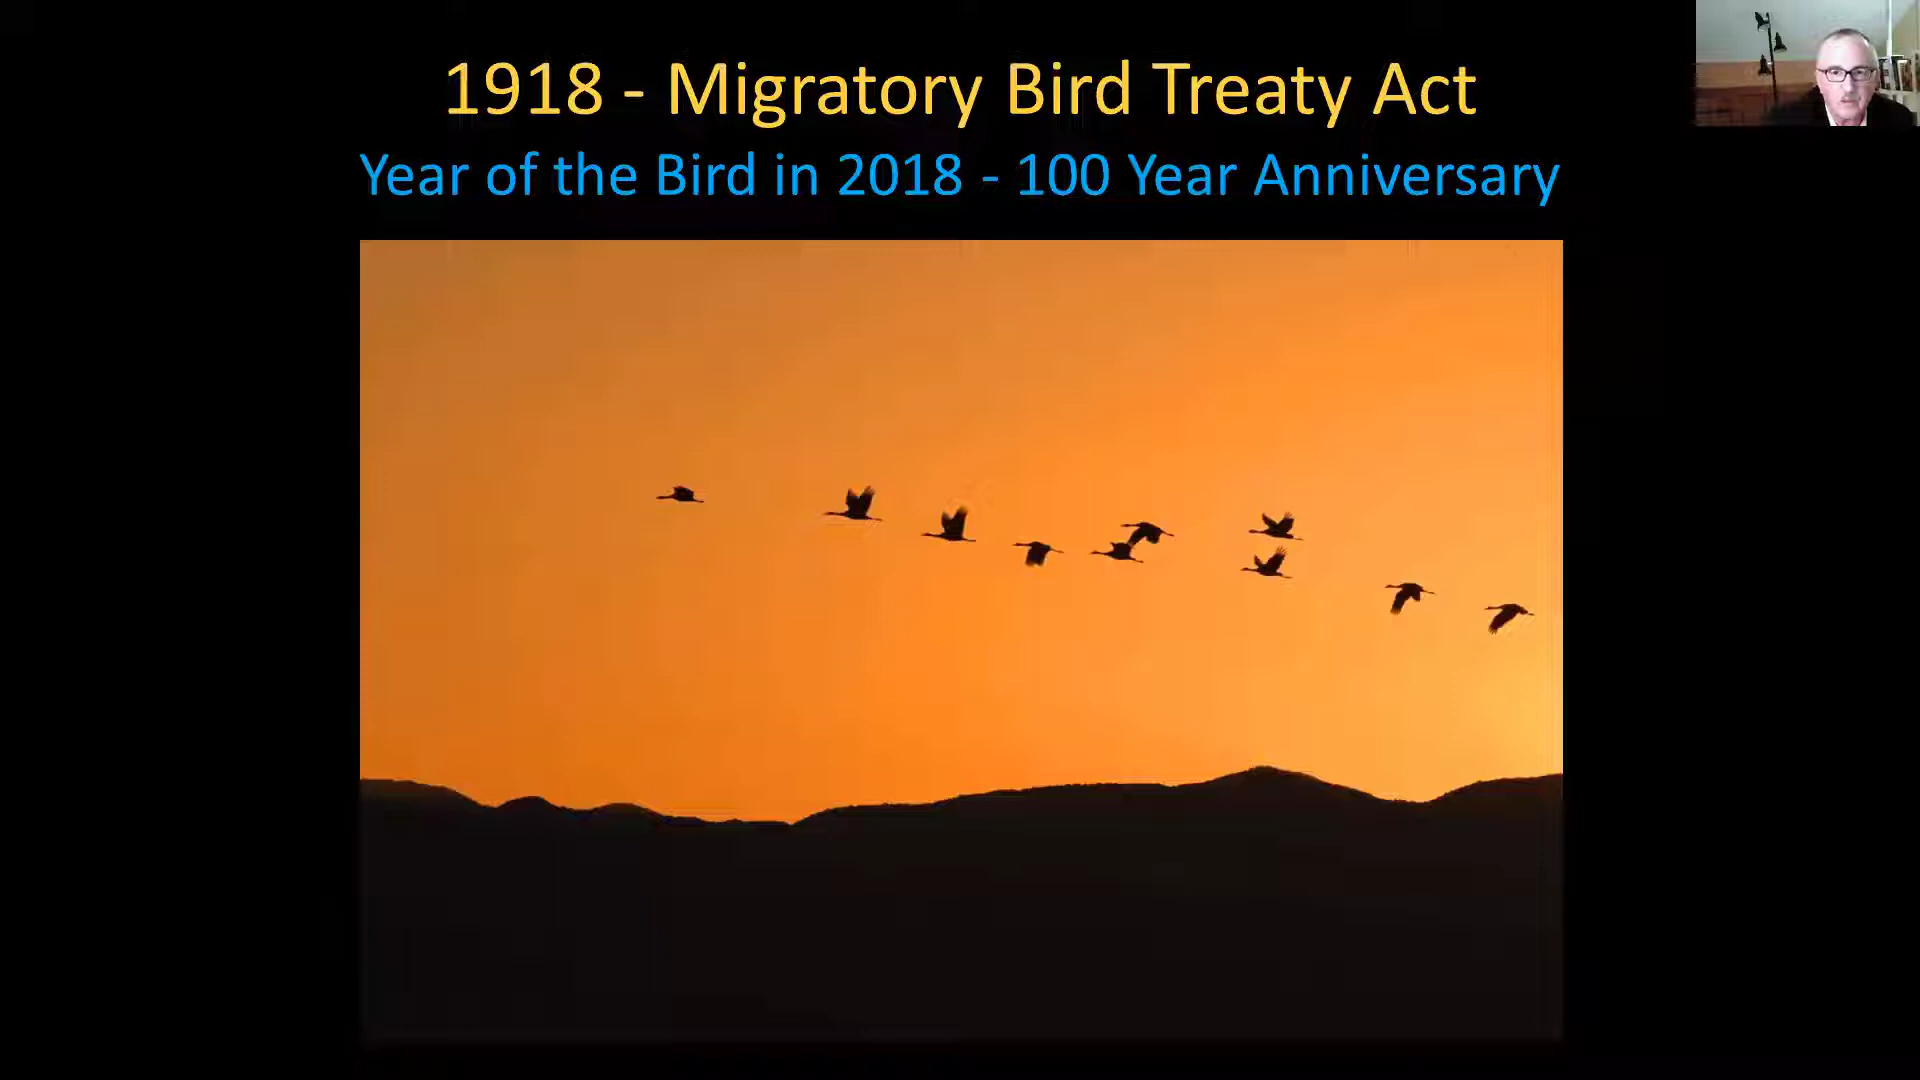 1918 - Migratory Bird Treaty Act
Year of the Bird in 2018 - 100 Year Anniversary